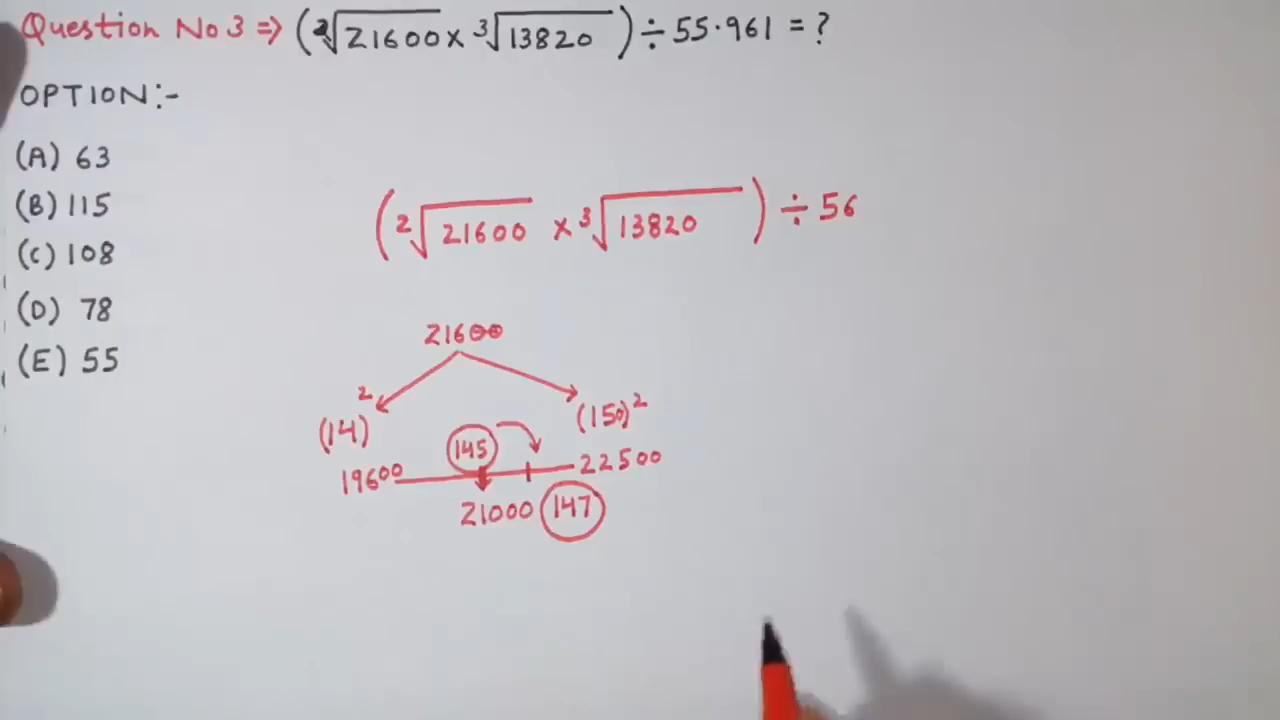 Question No 3 ⇒ (²√21600 x ³√13820) ÷ 55.961 = ?
OPTION:-
(A) 63
(B) 115
(C) 108
(D) 78
(E) 55
(²√21600 x ³√13820) ÷ 56
21600
(14)² (150)²
145
19600 22500
21000 147